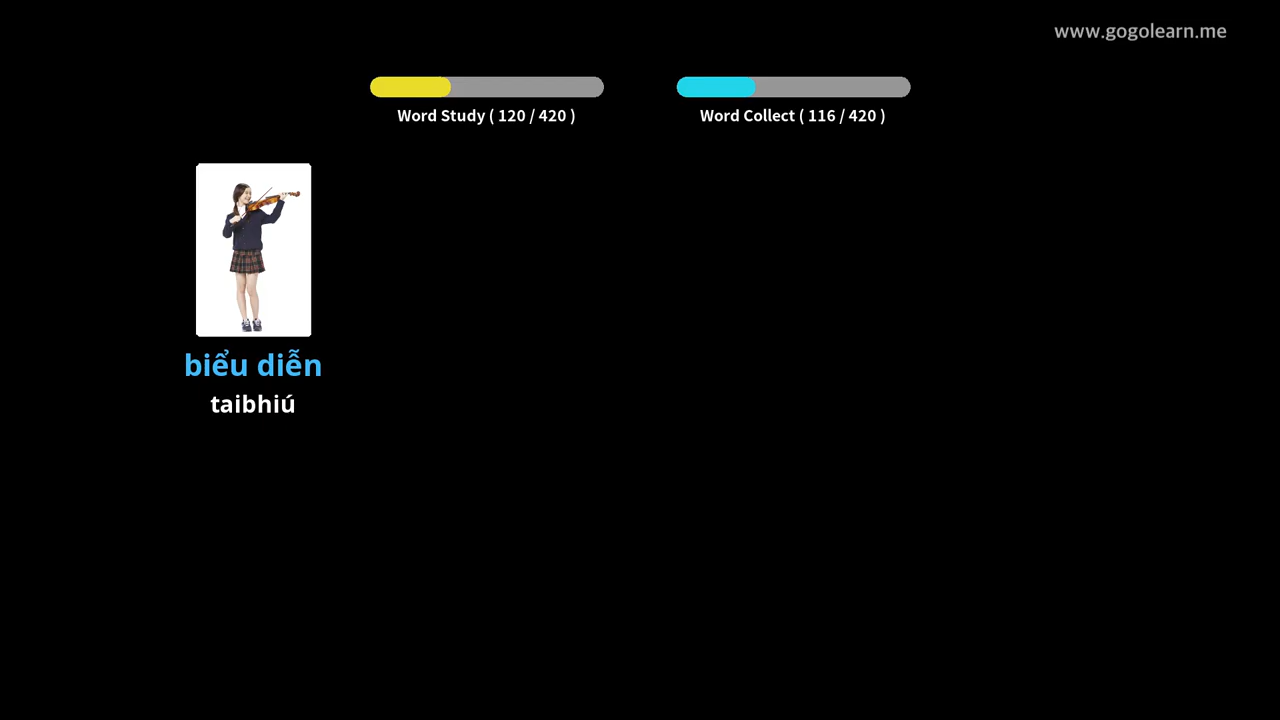 www.gogolearn.me
Word Study ( 120 / 420 )
Word Collect ( 116 / 420 )
biểu diễn
taibhiú